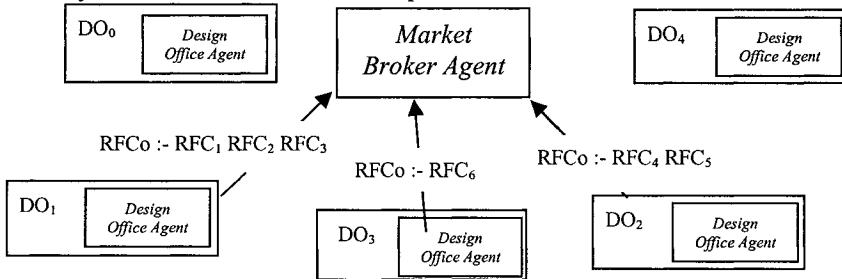 DO₀
Design
Office Agent
Market
Broker Agent
DO₄
Design
Office Agent
RFCo :- RFC₁ RFC₂ RFC₃
RFCo :- RFC₆
RFCo :- RFC₄ RFC₅
DO₁
Design
Office Agent
DO₃
Design
Office Agent
DO₂
Design
Office Agent